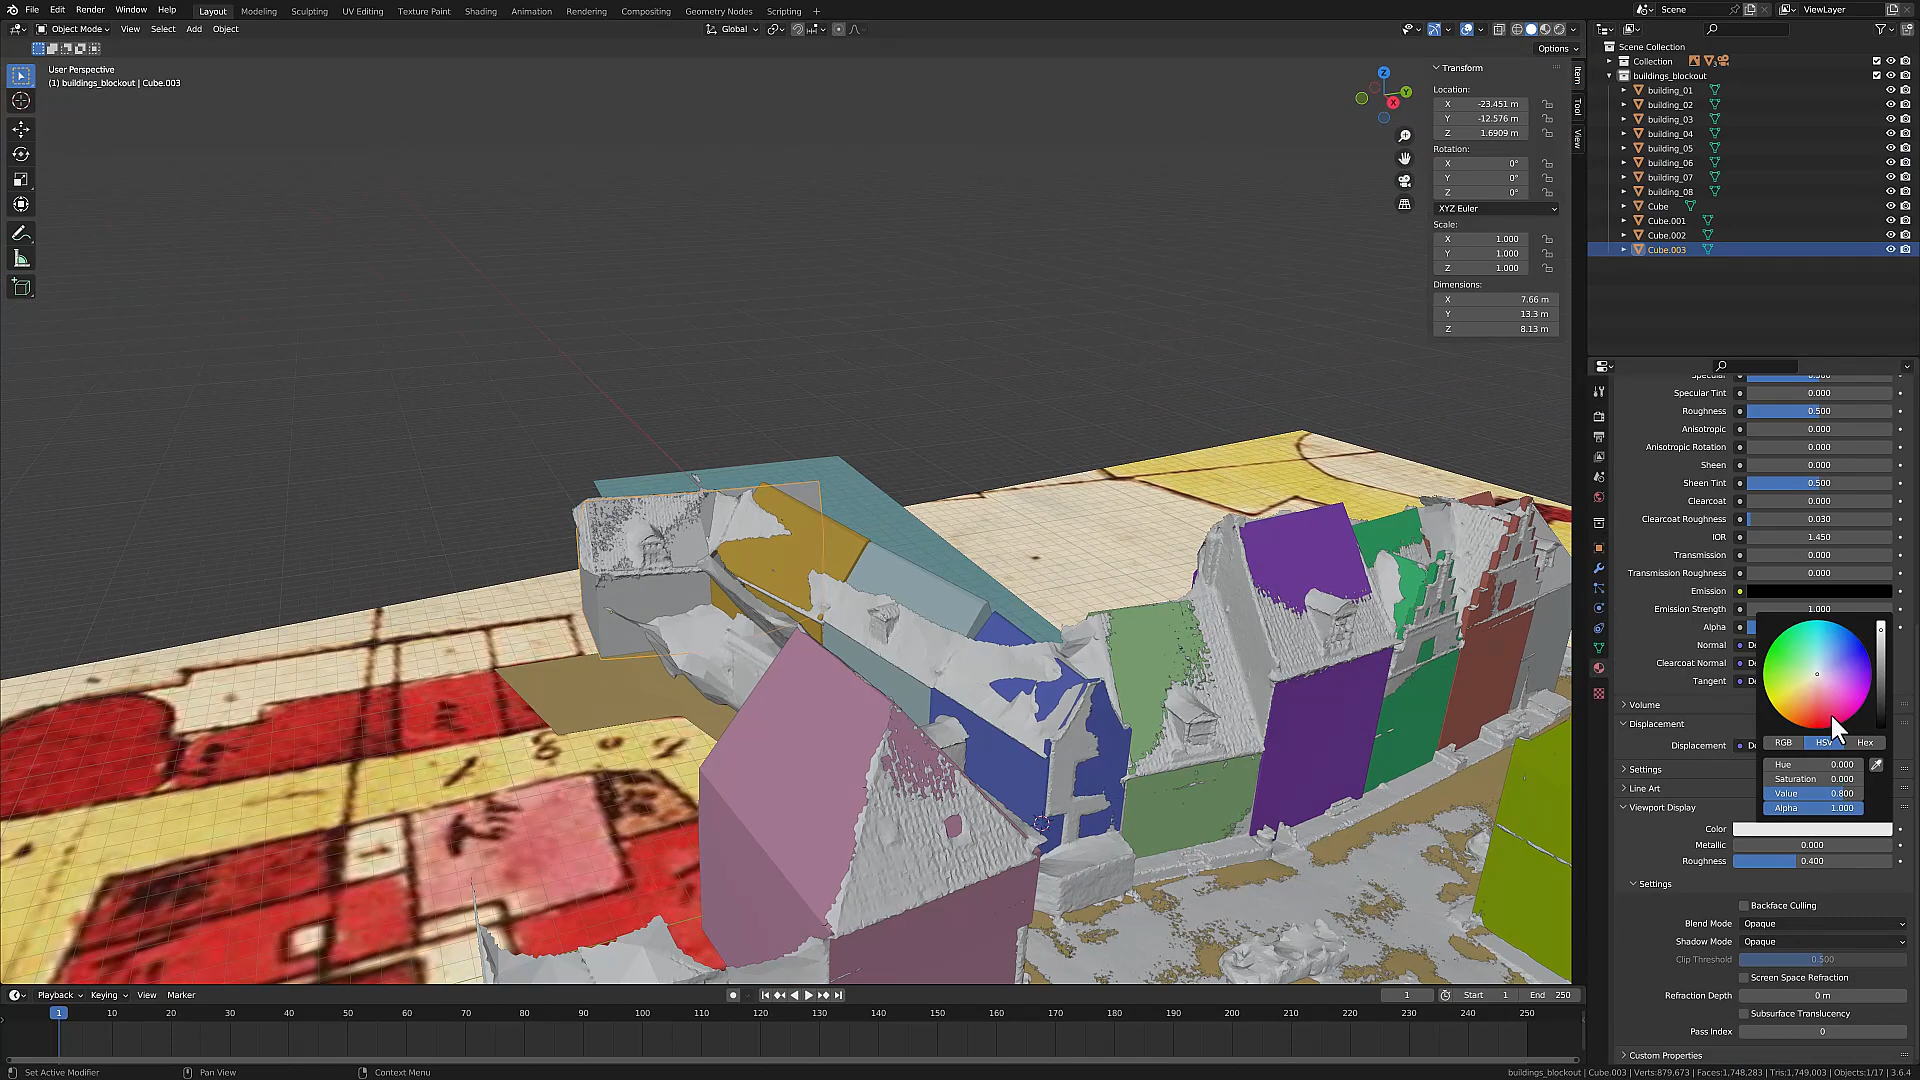 File Edit Render Window Help Layout Modeling Sculpting UV Editing Texture Paint Shading Animation Rendering Compositing Geometry Nodes Scripting + Scene ViewLayer
Object Mode View Select Add Object Global
Options
User Perspective
(1) buildings_blockout | Cube.003
Z
Y
X
Item
Tool
View
Transform
Location:
X -23.451 m
Y -12.576 m
Z 1.6909 m
Rotation:
X 0°
Y 0°
Z 0°
XYZ Euler
Scale:
X 1.000
Y 1.000
Z 1.000
Dimensions:
X 7.66 m
Y 13.3 m
Z 8.13 m
Scene Collection
Collection
buildings_blockout
building_01
building_02
building_03
building_04
building_05
building_06
building_07
building_08
Cube
Cube.001
Cube.002
Cube.003
Specular 0.500
Specular Tint 0.000
Roughness 0.500
Anisotropic 0.000
Anisotropic Rotation 0.000
Sheen 0.000
Sheen Tint 0.500
Clearcoat 0.000
Clearcoat Roughness 0.030
IOR 1.450
Transmission 0.000
Transmission Roughness 0.000
Emission
Emission Strength 1.000
Alpha
Normal De
Clearcoat Normal De
Tangent De
Volume
Displacement
Displacement De
Settings
Line Art
Viewport Display
RGB HSV Hex
Hue 0.000
Saturation 0.000
Value 0.800
Alpha 1.000
Color
Metallic 0.000
Roughness 0.400
Settings
Backface Culling
Blend Mode Opaque
Shadow Mode Opaque
Clip Threshold 0.500
Screen Space Refraction
Refraction Depth 0 m
Subsurface Translucency
Pass Index 0
Custom Properties
Playback Keying View Marker 1 Start 1 End 250
1 10 20 30 40 50 60 70 80 90 100 110 120 130 140 150 160 170 180 190 200 210 220 230 240 250
Set Active Modifier Pan View Context Menu buildings_blockout | Cube.003 | Verts:879,673 | Faces:1,748,283 | Tris:1,749,003 | Objects:1/17 | 3.6.4